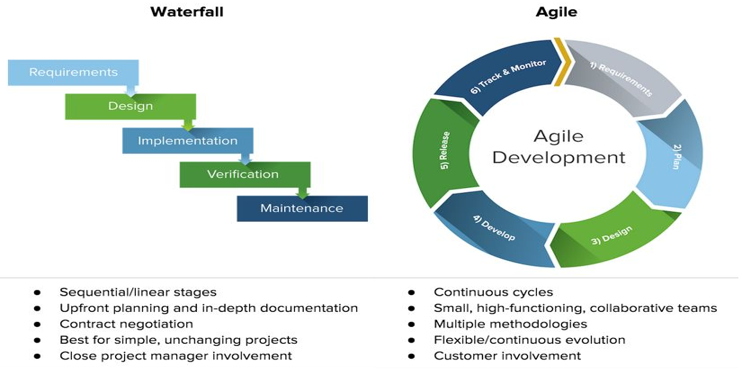 Waterfall
Requirements
Design
Implementation
Verification
Maintenance
• Sequential/linear stages
• Upfront planning and in-depth documentation
• Contract negotiation
• Best for simple, unchanging projects
• Close project manager involvement
Agile
1) Requirements
2) Plan
3) Design
4) Develop
5) Release
6) Track & Monitor
Agile
Development
• Continuous cycles
• Small, high-functioning, collaborative teams
• Multiple methodologies
• Flexible/continuous evolution
• Customer involvement